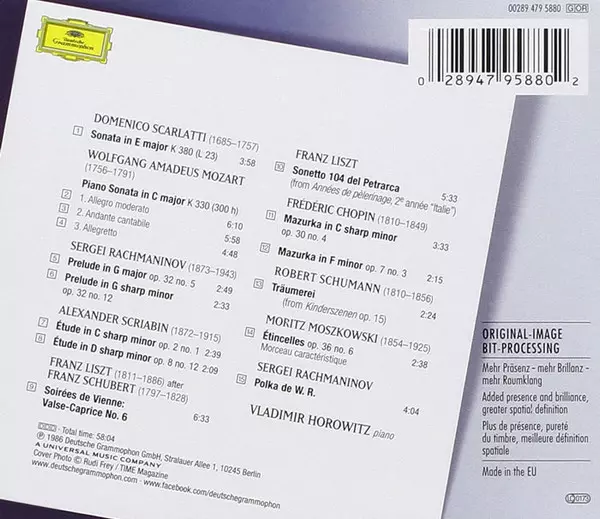 00289 479 5880 GOR
Deutsche
Grammophon
0 28947 95880 2
DOMENICO SCARLATTI (1685–1757)
1 Sonata in E major K 380 (L 23) 3:58
WOLFGANG AMADEUS MOZART
(1756–1791)
Piano Sonata in C major K 330 (300 h)
2 1. Allegro moderato 6:10
3 2. Andante cantabile 5:58
4 3. Allegretto 4:48
SERGEI RACHMANINOV (1873–1943)
5 Prelude in G major op. 32 no. 5 2:49
6 Prelude in G sharp minor
op. 32 no. 12 2:33
ALEXANDER SCRIABIN (1872–1915)
7 Étude in C sharp minor op. 2 no. 1 2:39
8 Étude in D sharp minor op. 8 no. 12 2:09
FRANZ LISZT (1811–1886) after
FRANZ SCHUBERT (1797–1828)
9 Soirées de Vienne:
Valse-Caprice No. 6 6:33
FRANZ LISZT
10 Sonetto 104 del Petrarca 5:33
(from Années de pèlerinage, 2e année "Italie")
FRÉDÉRIC CHOPIN (1810–1849)
11 Mazurka in C sharp minor 3:33
op. 30 no. 4
12 Mazurka in F minor op. 7 no. 3 2:15
ROBERT SCHUMANN (1810–1856)
13 Träumerei 2:24
(from Kinderszenen op. 15)
MORITZ MOSZKOWSKI (1854–1925)
14 Étincelles op. 36 no. 6 2:38
Morceau caractéristique
SERGEI RACHMANINOV
15 Polka de W. R. 4:04
VLADIMIR HOROWITZ piano
DDD · Total time: 58:04
℗ 1986 Deutsche Grammophon GmbH, Stralauer Allee 1, 10245 Berlin
A UNIVERSAL MUSIC COMPANY
Cover Photo © Rudi Frey / TIME Magazine
www.deutschegrammophon.com · www.facebook.com/deutschegrammophon
ORIGINAL-IMAGE
BIT-PROCESSING
Mehr Präsenz – mehr Brillanz –
mehr Raumklang
Added presence and brilliance,
greater spatial definition
Plus de présence, pureté
du timbre, meilleure définition
spatiale
Made in the EU
LC 0173